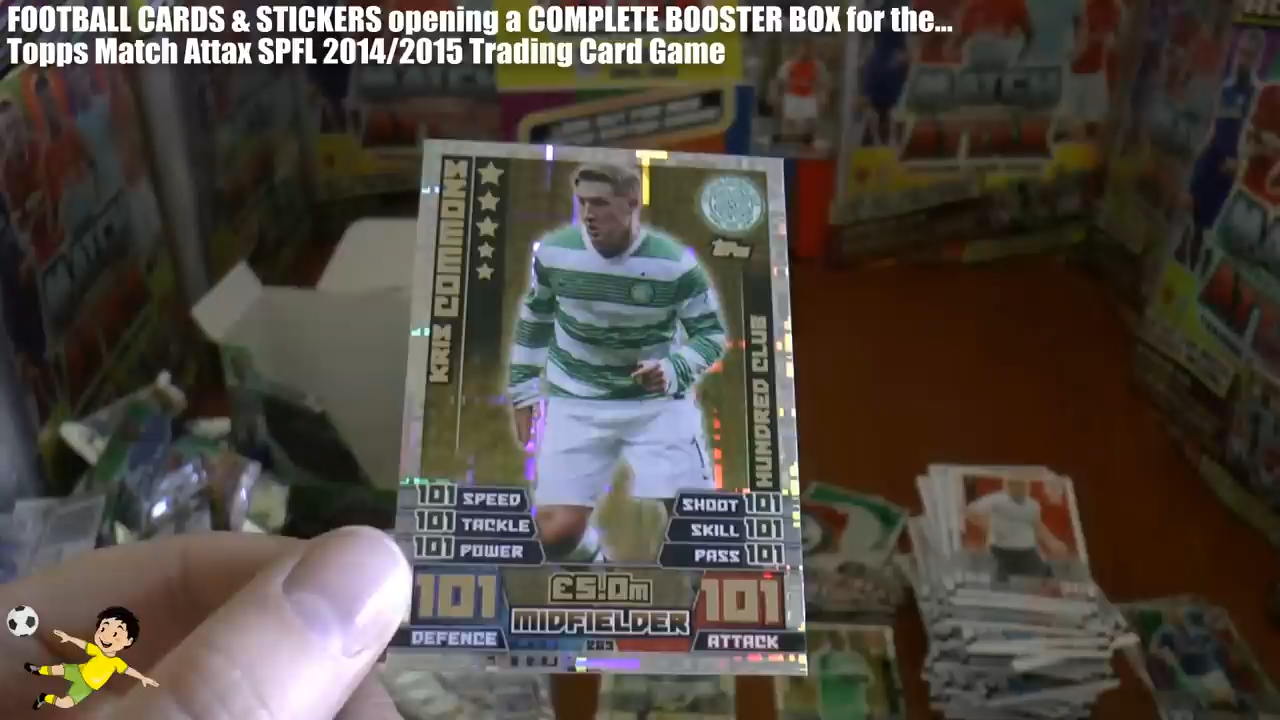 FOOTBALL CARDS & STICKERS opening a COMPLETE BOOSTER BOX for the...
Topps Match Attax SPFL 2014/2015 Trading Card Game
MATCH
KRIS COMMONS
topps
HUNDRED CLUB
101 SPEED
101 TACKLE
101 POWER
SHOOT 101
SKILL 101
PASS 101
101
DEFENCE
£5.0m
MIDFIELDER
101
ATTACK